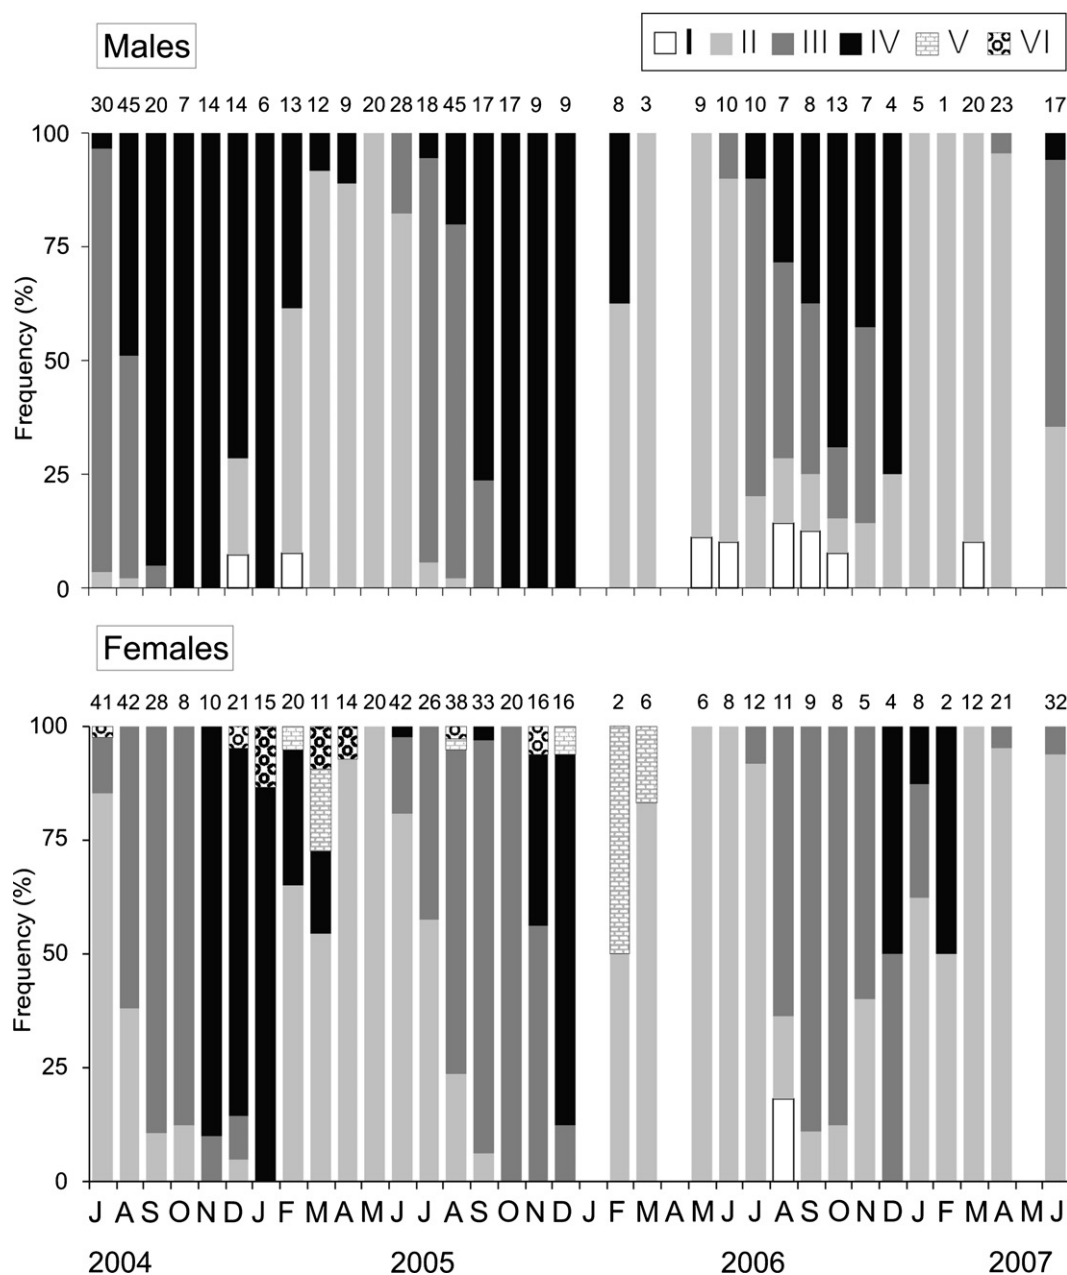 Males
I II III IV V VI
30 45 20 7 14 14 6 13 12 9 20 28 18 45 17 17 9 9 8 3 9 10 10 7 8 13 7 4 5 1 20 23 17
100
75
50
25
0
Frequency (%)
Females
41 42 28 8 10 21 15 20 11 14 20 42 26 38 33 20 16 16 2 6 6 8 12 11 9 8 5 4 8 2 12 21 32
100
75
50
25
0
Frequency (%)
J A S O N D J F M A M J J A S O N D J F M A M J J A S O N D J F M A M J
2004 2005 2006 2007